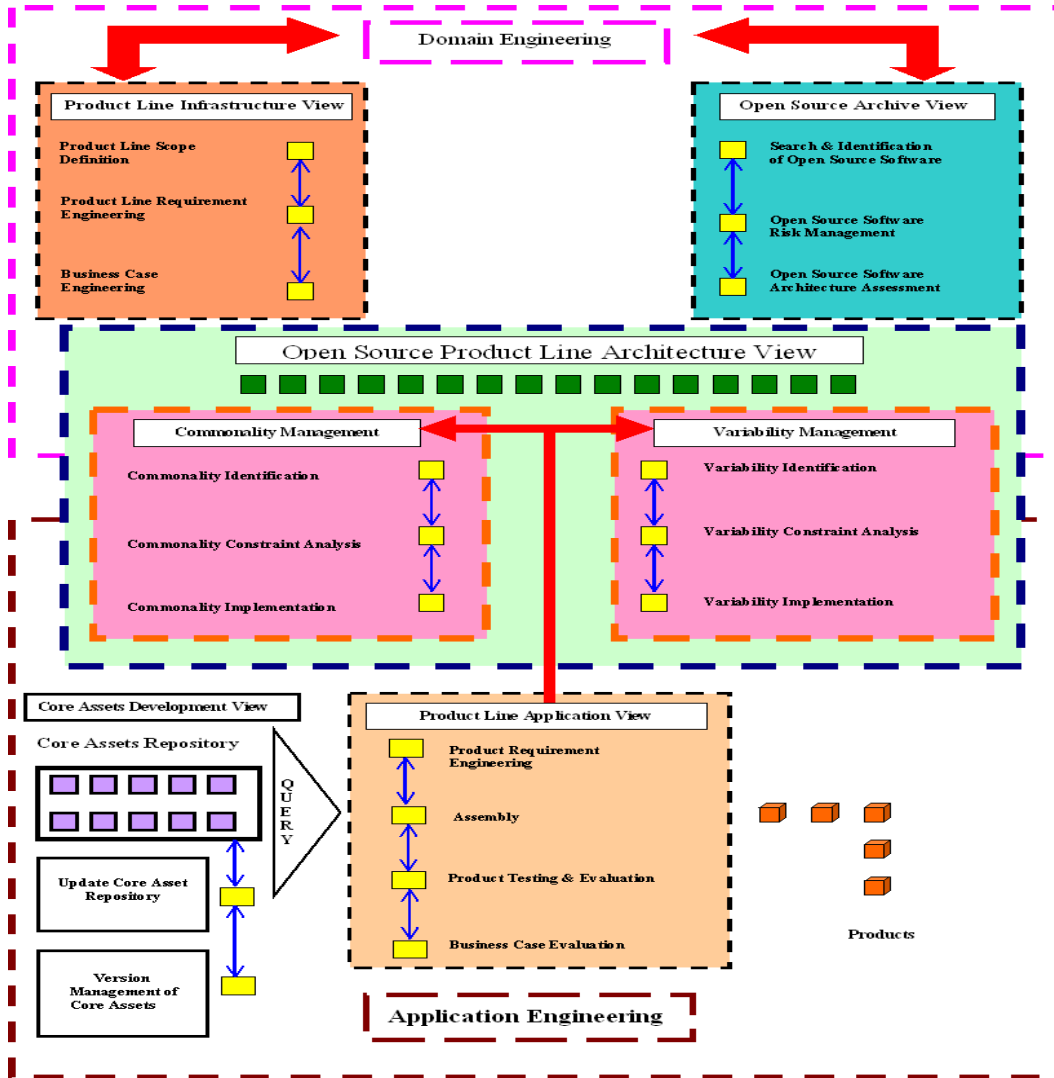 Domain Engineering
Product Line Infrastructure View
Product Line Scope
Definition
Product Line Requirement
Engineering
Business Case
Engineering
Open Source Archive View
Search & Identification
of Open Source Software
Open Source Software
Risk Management
Open Source Software
Architecture Assessment
Open Source Product Line Architecture View
Commonality Management
Commonality Identification
Commonality Constraint Analysis
Commonality Implementation
Variability Management
Variability Identification
Variability Constraint Analysis
Variability Implementation
Core Assets Development View
Core Assets Repository
Update Core Asset
Repository
Version
Management of
Core Assets
QUERY
Product Line Application View
Product Requirement
Engineering
Assembly
Product Testing & Evaluation
Business Case Evaluation
Products
Application Engineering